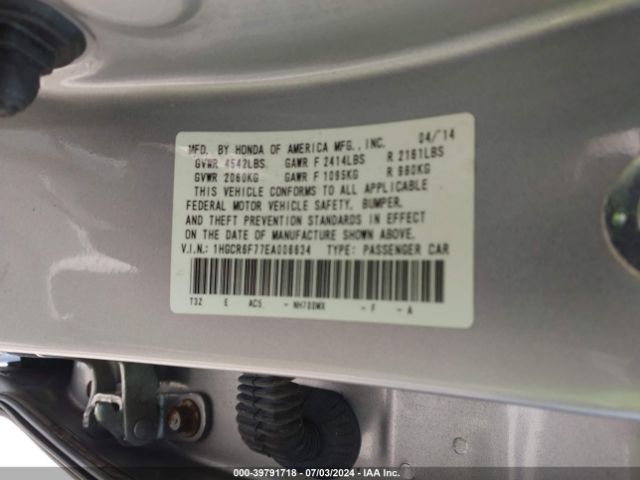 MFD. BY HONDA OF AMERICA MFG., INC. 04/'14
GVWR 4542LBS GAWR F 2414LBS R 2161LBS
GVWR 2060KG GAWR F 1095KG R 980KG
THIS VEHICLE CONFORMS TO ALL APPLICABLE
FEDERAL MOTOR VEHICLE SAFETY, BUMPER,
AND THEFT PREVENTION STANDARDS IN EFFECT
ON THE DATE OF MANUFACTURE SHOWN ABOVE.
V.I.N.: 1HGCR6F77EA006634 TYPE: PASSENGER CAR
T3Z E AC5 - NH700MX - F - A
000-39791718 - 07/03/2024 - IAA Inc.